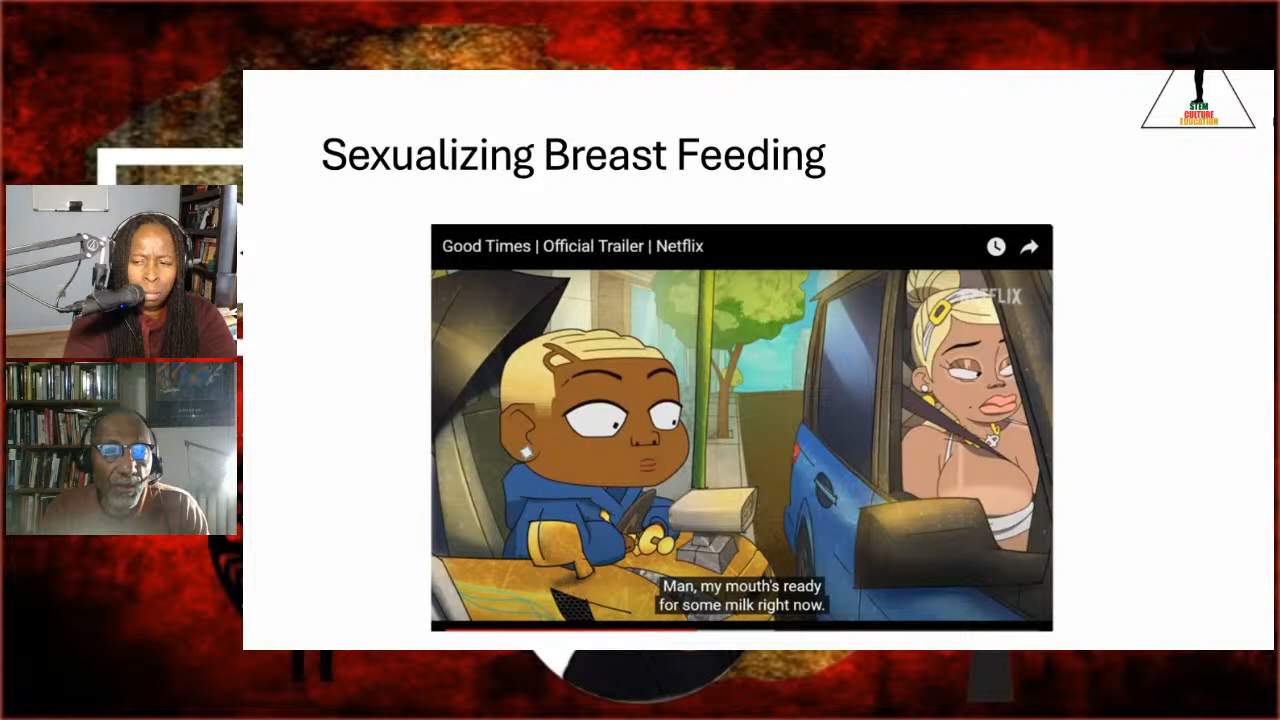 STEM
CULTURE
EDUCATION
Sexualizing Breast Feeding
Good Times | Official Trailer | Netflix
NETFLIX
Man, my mouth's ready
for some milk right now.